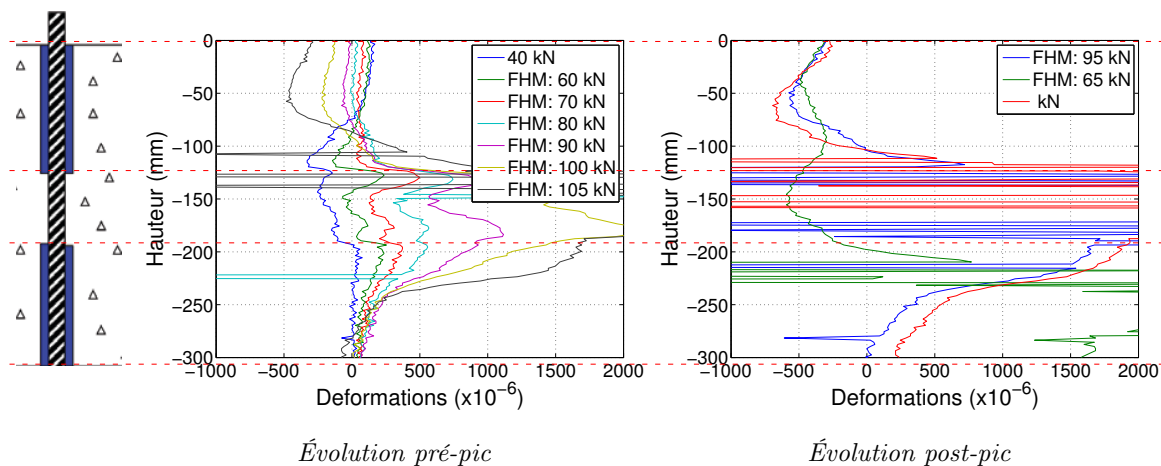 0
−50
−100
−150
−200
−250
−300
−1000
−500
0
500
1000
1500
2000
Hauteur (mm)
Deformations (x10-6)
40 kN
FHM: 60 kN
FHM: 70 kN
FHM: 80 kN
FHM: 90 kN
FHM: 100 kN
FHM: 105 kN
Évolution pré-pic
0
−50
−100
−150
−200
−250
−300
−1000
−500
0
500
1000
1500
2000
Hauteur (mm)
Deformations (x10-6)
FHM: 95 kN
FHM: 65 kN
kN
Évolution post-pic